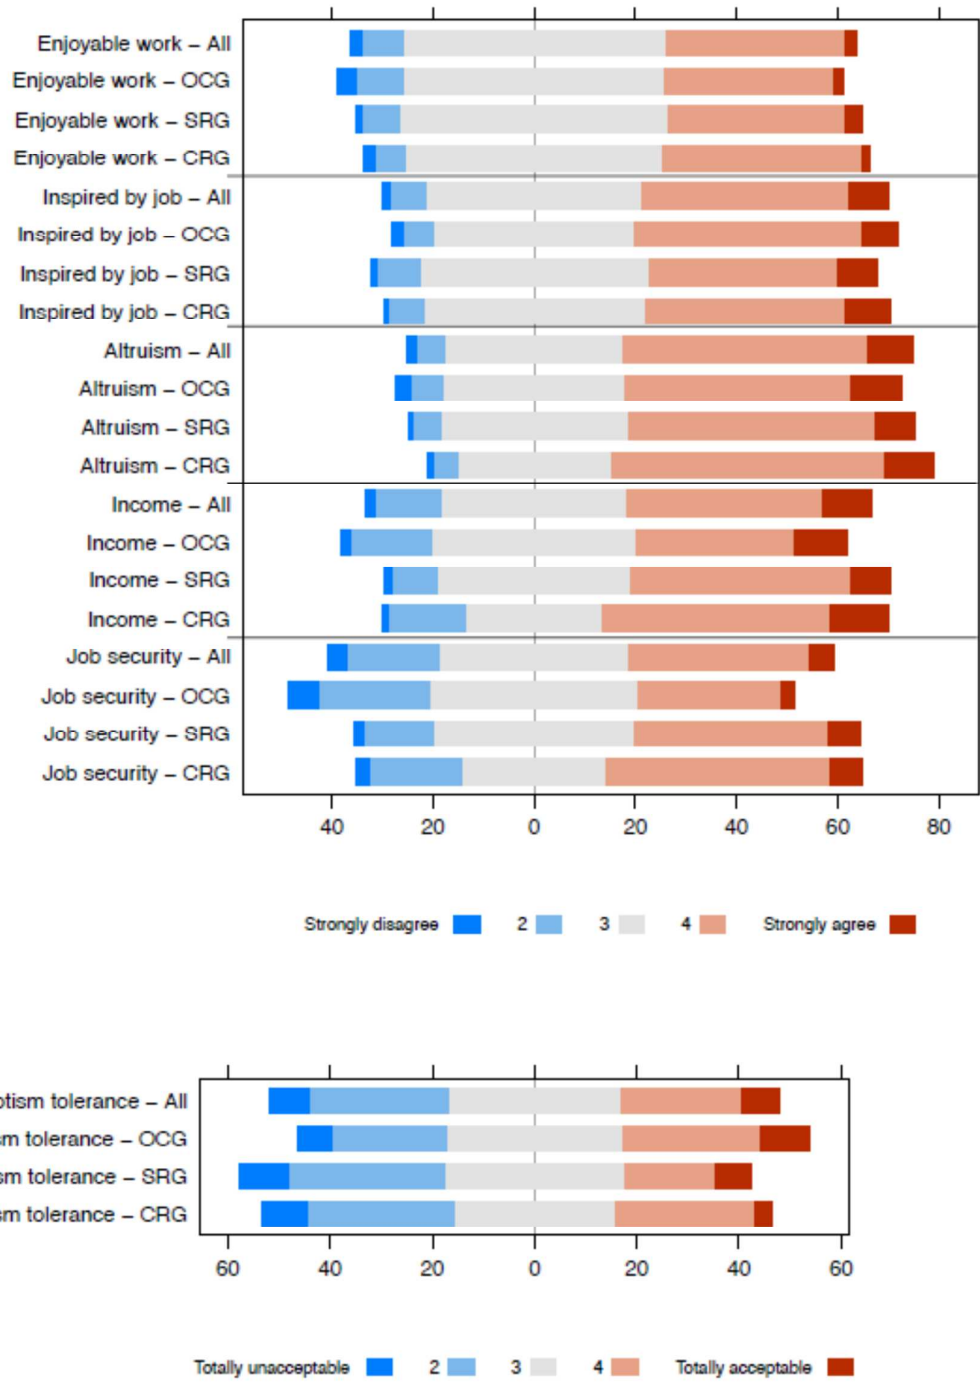 Enjoyable work – All
Enjoyable work – OCG
Enjoyable work – SRG
Enjoyable work – CRG
Inspired by job – All
Inspired by job – OCG
Inspired by job – SRG
Inspired by job – CRG
Altruism – All
Altruism – OCG
Altruism – SRG
Altruism – CRG
Income – All
Income – OCG
Income – SRG
Income – CRG
Job security – All
Job security – OCG
Job security – SRG
Job security – CRG
40 20 0 20 40 60 80
Strongly disagree 2 3 4 Strongly agree
otism tolerance – All
sm tolerance – OCG
sm tolerance – SRG
sm tolerance – CRG
60 40 20 0 20 40 60
Totally unacceptable 2 3 4 Totally acceptable